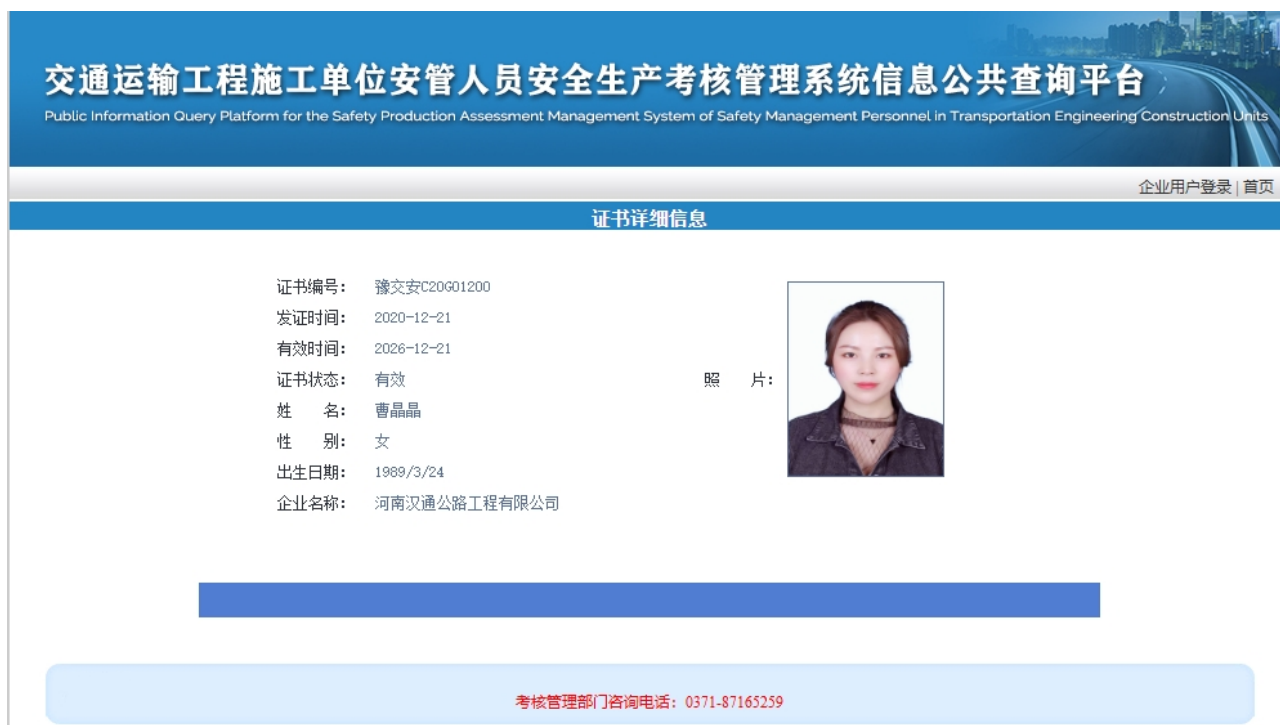 交通运输工程施工单位安管人员安全生产考核管理系统信息公共查询平台
Public Information Query Platform for the Safety Production Assessment Management System of Safety Management Personnel in Transportation Engineering Construction Units
企业用户登录 | 首页
证书详细信息
证书编号： 豫交安C20G01200
发证时间： 2020-12-21
有效时间： 2026-12-21
证书状态： 有效
照 片：
姓 名： 曹晶晶
性 别： 女
出生日期： 1989/3/24
企业名称： 河南汉通公路工程有限公司
考核管理部门咨询电话：0371-87165259